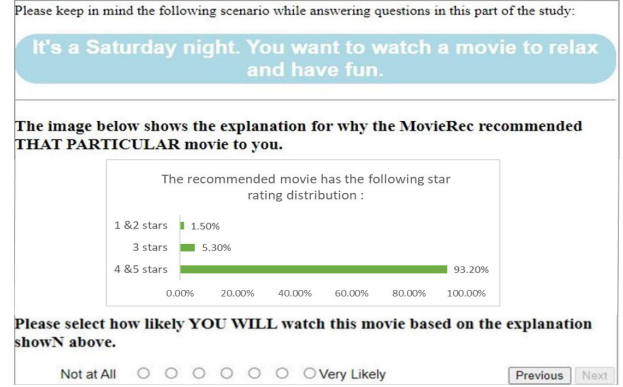 Please keep in mind the following scenario while answering questions in this part of the study:
It's a Saturday night. You want to watch a movie to relax
and have fun.
The image below shows the explanation for why the MovieRec recommended
THAT PARTICULAR movie to you.
The recommended movie has the following star
rating distribution :
1 &2 stars 1.50%
3 stars 5.30%
4 &5 stars 93.20%
0.00% 20.00% 40.00% 60.00% 80.00% 100.00%
Please select how likely YOU WILL watch this movie based on the explanation
showN above.
Not at All Very Likely Previous Next